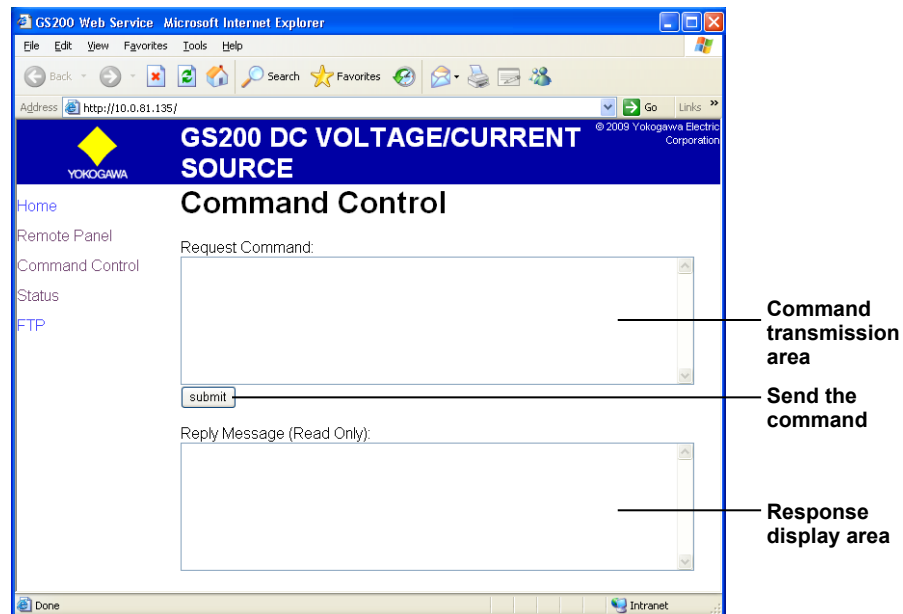 GS200 Web Service  Microsoft Internet Explorer
File Edit View Favorites Tools Help
Back Search Favorites
Address http://10.0.81.135/ Go Links »
YOKOGAWA
GS200 DC VOLTAGE/CURRENT
SOURCE
© 2009 Yokogawa Electric
Corporation
Home
Remote Panel
Command Control
Status
FTP
Command Control
Request Command:
submit
Reply Message (Read Only):
Done
Intranet
Command
transmission
area
Send the
command
Response
display area